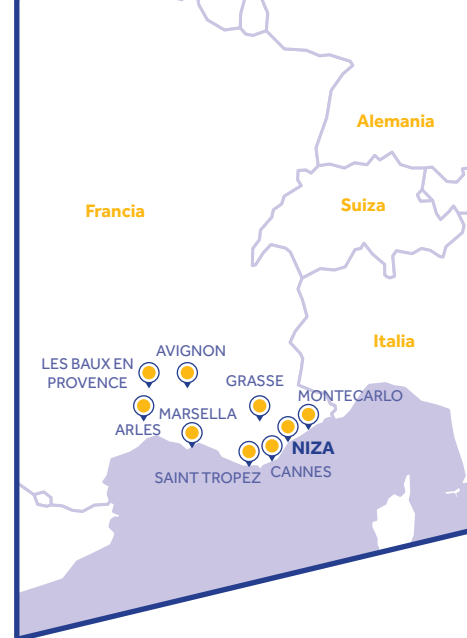 Alemania
Francia
Suiza
Italia
AVIGNON
LES BAUX EN
PROVENCE
GRASSE
MONTECARLO
MARSELLA
ARLES
NIZA
CANNES
SAINT TROPEZ